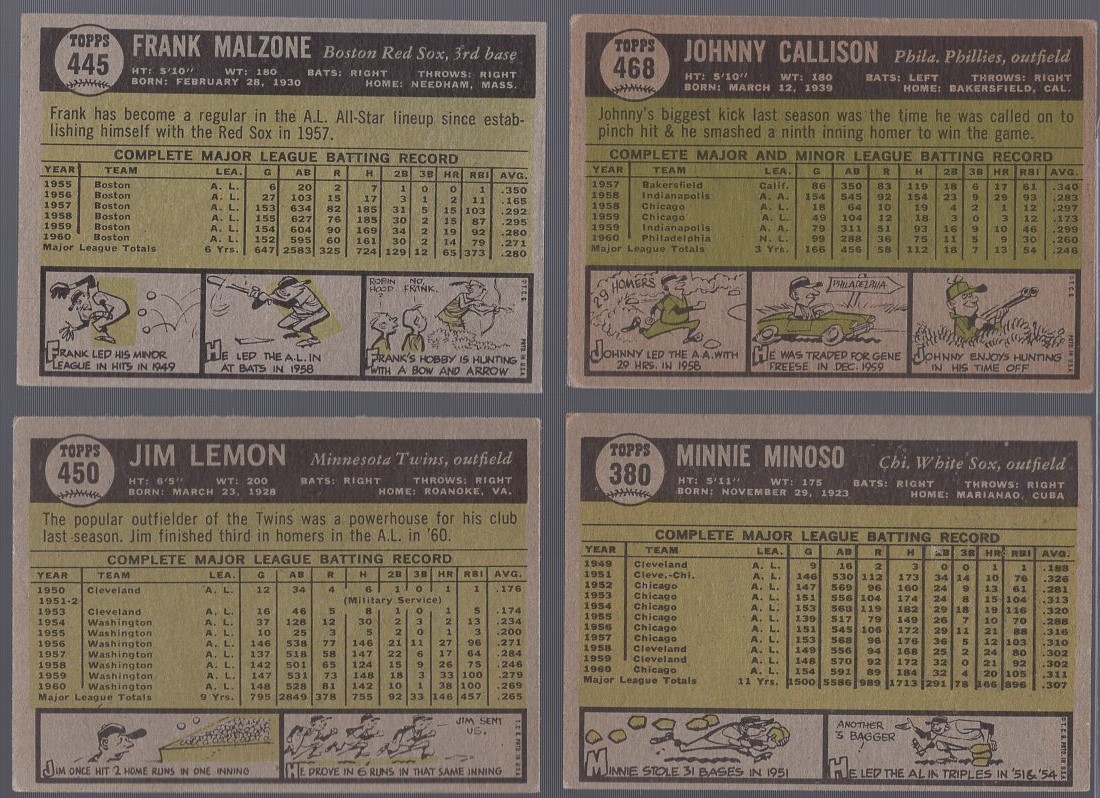 TOPPS
445
FRANK MALZONE Boston Red Sox, 3rd base
HT: 5'10" WT: 180 BATS: RIGHT THROWS: RIGHT
BORN: FEBRUARY 28, 1930 HOME: NEEDHAM, MASS.
Frank has become a regular in the A.L. All-Star lineup since estab-
lishing himself with the Red Sox in 1957.
COMPLETE MAJOR LEAGUE BATTING RECORD
YEAR TEAM LEA. G AB R H 2B 3B HR RBI AVG.
1955 Boston A. L. 6 20 2 7 1 0 0 1 .350
1956 Boston A. L. 27 103 15 17 3 1 2 11 .165
1957 Boston A. L. 153 634 82 185 31 5 15 103 .292
1958 Boston A. L. 155 627 76 185 30 2 15 87 .295
1959 Boston A. L. 154 604 90 169 34 2 19 92 .280
1960 Boston A. L. 152 595 60 161 30 2 14 79 .271
Major League Totals 6 Yrs. 647 2583 325 724 129 12 65 373 .280
FRANK LED HIS MINOR
LEAGUE IN HITS IN 1949
HE LED THE A.L. IN
AT BATS IN 1958
ROBIN HOOD?
NO, FRANK.
FRANK'S HOBBY IS HUNTING
WITH A BOW AND ARROW
TOPPS
468
JOHNNY CALLISON Phila. Phillies, outfield
HT: 5'10" WT: 180 BATS: LEFT THROWS: RIGHT
BORN: MARCH 12, 1939 HOME: BAKERSFIELD, CAL.
Johnny's biggest kick last season was the time he was called on to
pinch hit & he smashed a ninth inning homer to win the game.
COMPLETE MAJOR AND MINOR LEAGUE BATTING RECORD
YEAR TEAM LEA. G AB R H 2B 3B HR RBI AVG.
1957 Bakersfield Calif. 86 350 83 119 18 6 17 61 .340
1958 Indianapolis A. A. 154 545 92 154 23 9 29 93 .283
1958 Chicago A. L. 18 64 10 19 4 2 1 12 .297
1959 Chicago A. L. 49 104 12 18 3 0 3 12 .173
1959 Indianapolis A. A. 79 311 51 93 16 9 10 46 .299
1960 Philadelphia N. L. 99 288 36 75 11 5 9 30 .260
Major League Totals 3 Yrs. 166 456 58 112 18 7 13 54 .246
29 HOMERS
JOHNNY LED THE A.A. WITH
29 HRS. IN 1958
PHILADELPHIA
HE WAS TRADED FOR GENE
FREESE IN DEC. 1959
JOHNNY ENJOYS HUNTING
IN HIS TIME OFF
TOPPS
450
JIM LEMON Minnesota Twins, outfield
HT: 6'5" WT: 200 BATS: RIGHT THROWS: RIGHT
BORN: MARCH 23, 1928 HOME: ROANOKE, VA.
The popular outfielder of the Twins was a powerhouse for his club
last season. Jim finished third in homers in the A.L. in '60.
COMPLETE MAJOR LEAGUE BATTING RECORD
YEAR TEAM LEA. G AB R H 2B 3B HR RBI AVG.
1950 Cleveland A. L. 12 34 4 6 1 0 1 1 .176
1951-2 (Military Service)
1953 Cleveland A. L. 16 46 5 8 1 0 1 5 .174
1954 Washington A. L. 37 128 12 30 2 3 2 13 .234
1955 Washington A. L. 10 25 3 5 2 0 1 3 .200
1956 Washington A. L. 146 538 77 146 21 11 27 96 .271
1957 Washington A. L. 137 518 58 147 22 6 17 64 .284
1958 Washington A. L. 142 501 65 124 15 9 26 75 .246
1959 Washington A. L. 147 531 73 148 18 3 33 100 .279
1960 Washington A. L. 148 528 81 142 10 1 38 100 .269
Major League Totals 9 Yrs. 795 2849 378 755 92 33 146 457 .265
JIM ONCE HIT 2 HOME RUNS IN ONE INNING
JIM SENT
US.
HE DROVE IN 6 RUNS IN THAT SAME INNING
TOPPS
380
MINNIE MINOSO Chi. White Sox, outfield
HT: 5'11" WT: 175 BATS: RIGHT THROWS: RIGHT
BORN: NOVEMBER 29, 1923 HOME: MARIANAO, CUBA
COMPLETE MAJOR LEAGUE BATTING RECORD
YEAR TEAM LEA. G AB R H 2B 3B HR RBI AVG.
1949 Cleveland A. L. 9 16 2 3 0 0 1 1 .188
1951 Cleve.-Chi. A. L. 146 530 112 173 34 14 10 76 .326
1952 Chicago A. L. 147 569 96 160 24 9 13 61 .281
1953 Chicago A. L. 151 556 104 174 24 8 15 104 .313
1954 Chicago A. L. 153 568 119 182 29 18 19 116 .320
1955 Chicago A. L. 139 517 79 149 26 7 10 70 .288
1956 Chicago A. L. 151 545 106 172 29 11 21 88 .316
1957 Chicago A. L. 153 568 96 176 36 5 12 103 .310
1958 Cleveland A. L. 149 556 94 168 25 2 24 80 .302
1959 Cleveland A. L. 148 570 92 172 32 0 21 92 .302
1960 Chicago A. L. 154 591 89 184 32 4 20 105 .311
Major League Totals 11 Yrs. 1500 5586 989 1713 291 78 166 896 .307
MINNIE STOLE 31 BASES IN 1951
ANOTHER
3 BAGGER
HE LED THE AL IN TRIPLES IN '51 & '54